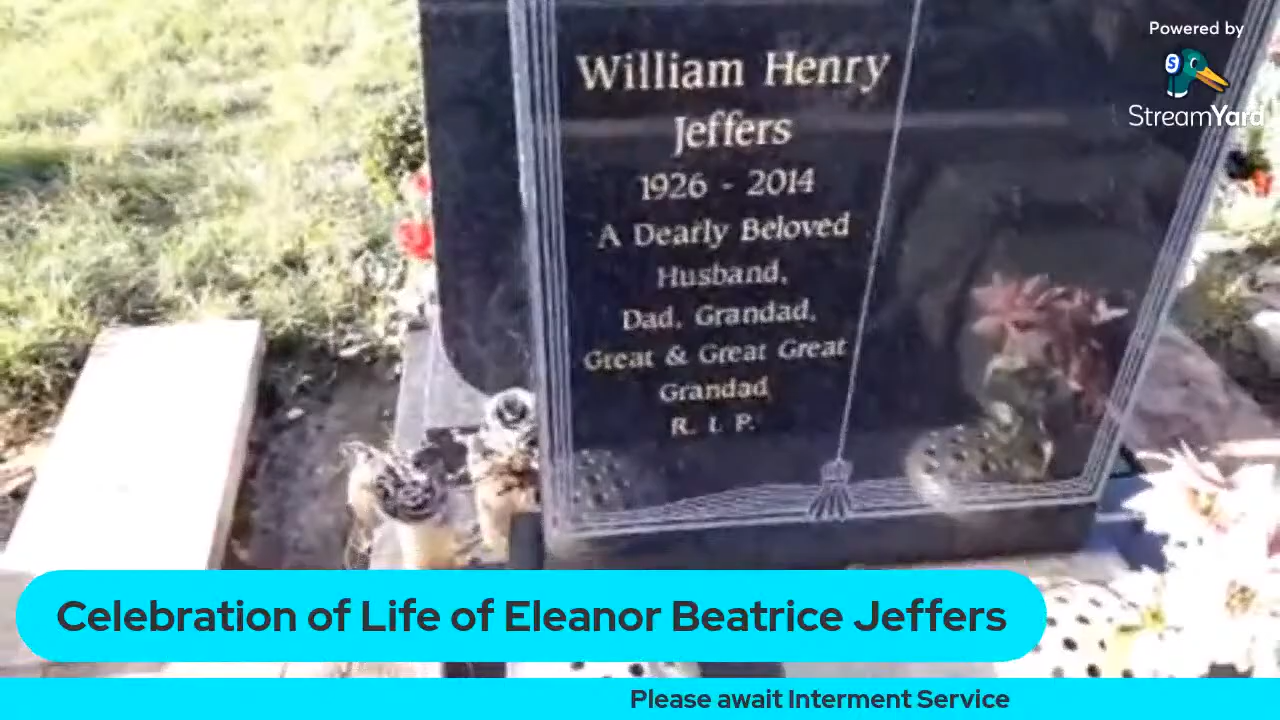 Powered by
StreamYard
William Henry
Jeffers
1926 - 2014
A Dearly Beloved
Husband,
Dad, Grandad,
Great & Great Great
Grandad
R. I. P.
Celebration of Life of Eleanor Beatrice Jeffers
Please await Interment Service